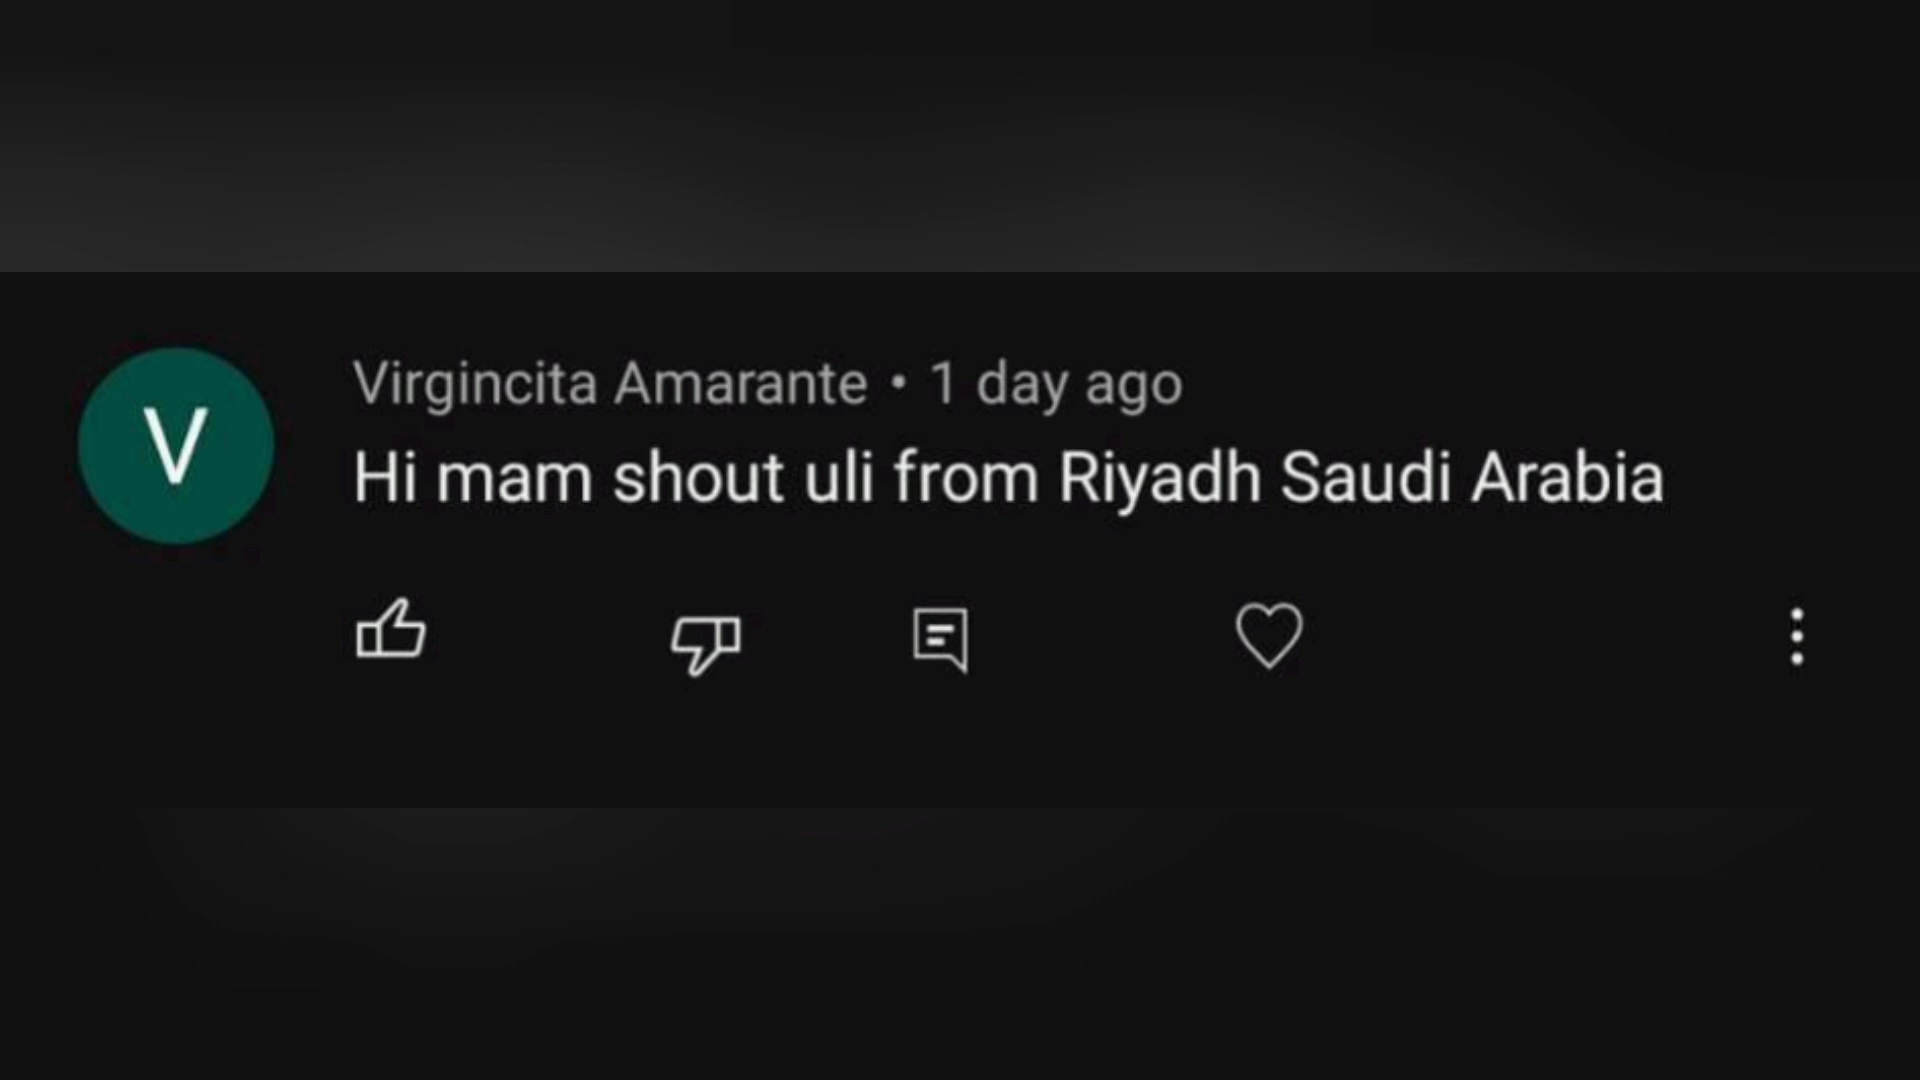 V
Virgincita Amarante • 1 day ago
Hi mam shout uli from Riyadh Saudi Arabia